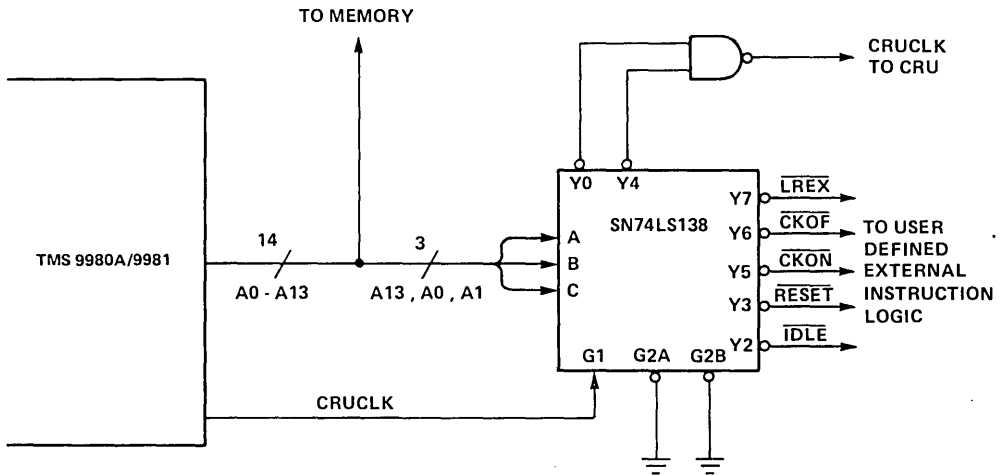 TO MEMORY
CRUCLK
TO CRU
Y0 Y4
Y7 LREX
SN74LS138
Y6 CKOF
TO USER
DEFINED
EXTERNAL
INSTRUCTION
LOGIC
A
B
C
14
3
TMS 9980A/9981
A0 - A13
A13 , A0 , A1
Y5 CKON
Y3 RESET
Y2 IDLE
G1 G2A G2B
CRUCLK